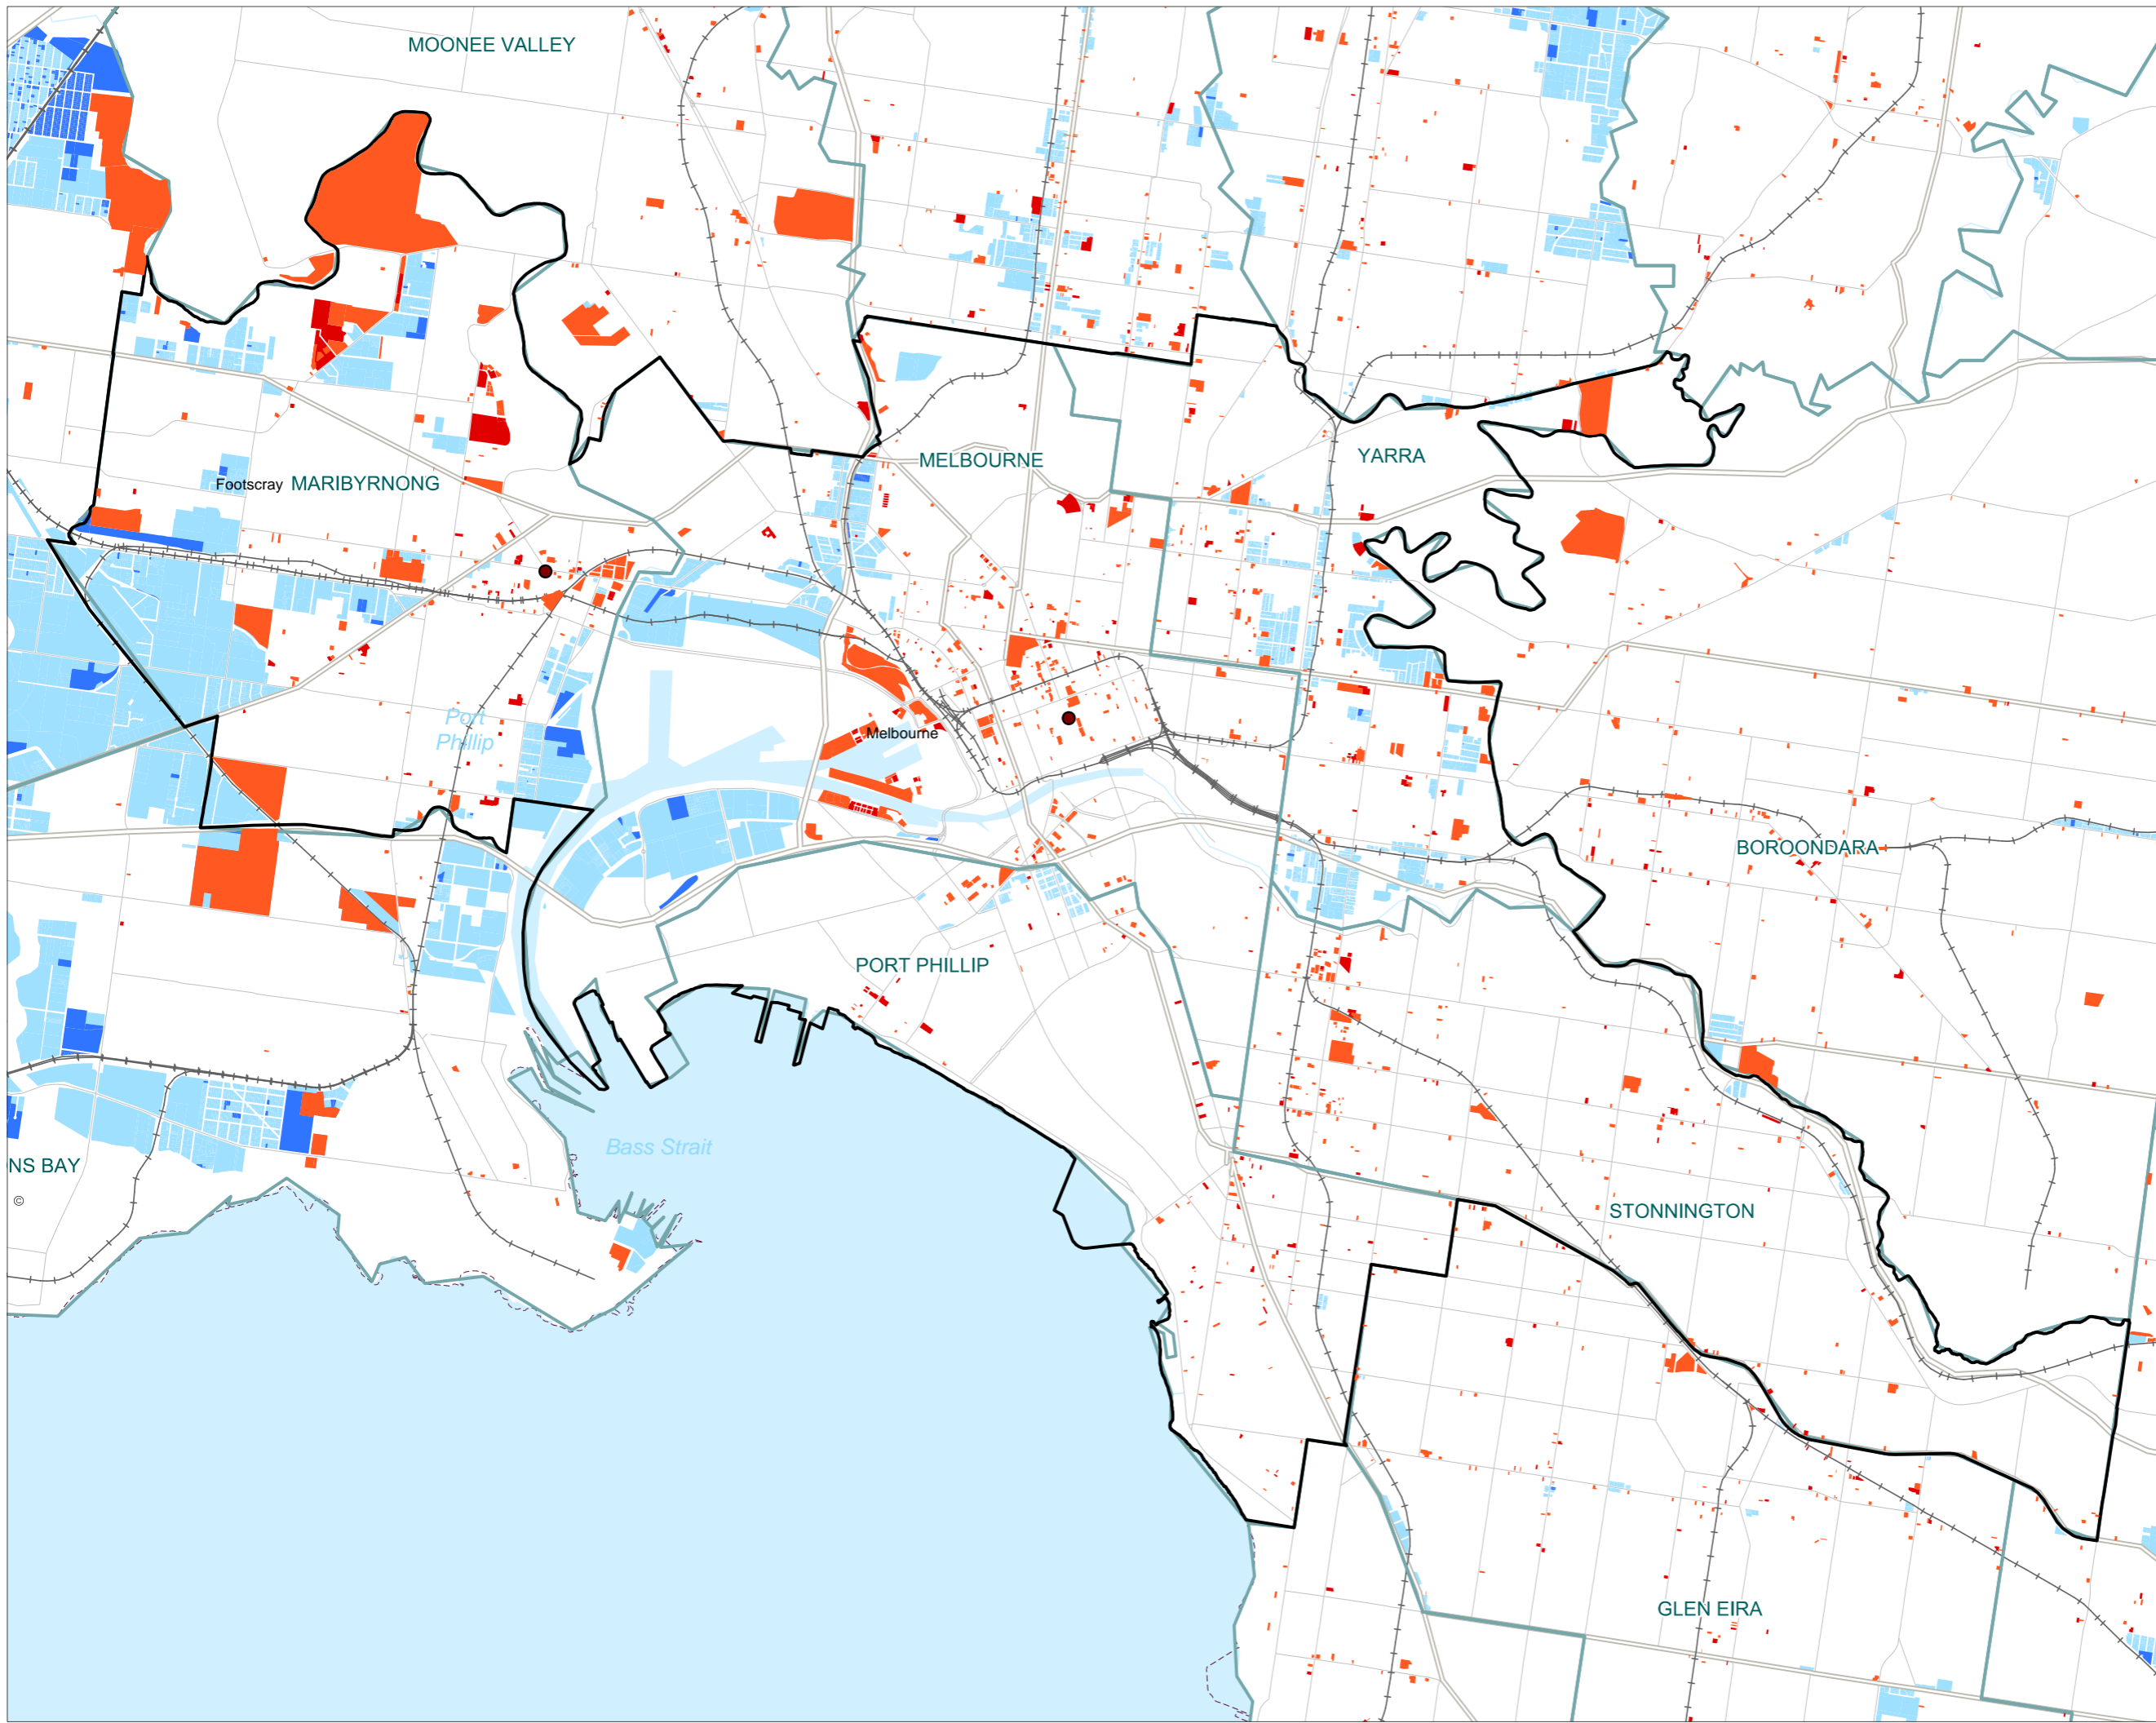 MOONEE VALLEY
MELBOURNE
YARRA
Footscray
MARIBYRNONG
Port
Phillip
Melbourne
BOROONDARA
PORT PHILLIP
Bass Strait
NS BAY
©
STONNINGTON
GLEN EIRA